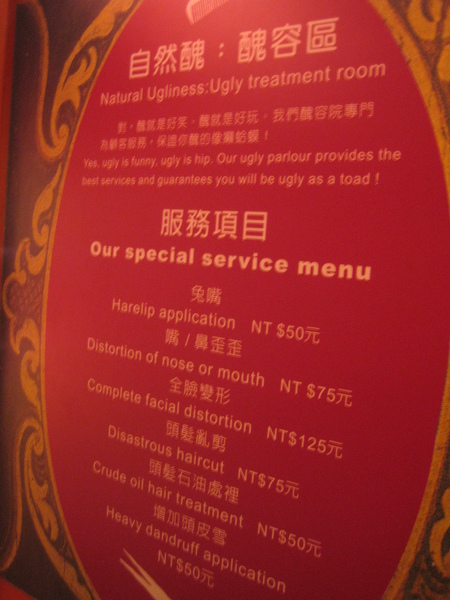 自然醜：醜容區
Natural Ugliness:Ugly treatment room
對，醜就是好笑、醜就是好玩，我們醜容院專門
為顧客服務，保證你醜的像癩蛤蟆！
Yes, ugly is funny, ugly is hip. Our ugly parlour provides the
best services and guarantees you will be ugly as a toad !
服務項目
Our special service menu
兔嘴
Harelip application NT $50元
嘴 / 鼻歪歪
Distortion of nose or mouth NT $75元
全臉變形
Complete facial distortion NT$125元
頭髮亂剪
Disastrous haircut NT$75元
頭髮石油處裡
Crude oil hair treatment NT$50元
增加頭皮雪
Heavy dandruff application
NT$50元